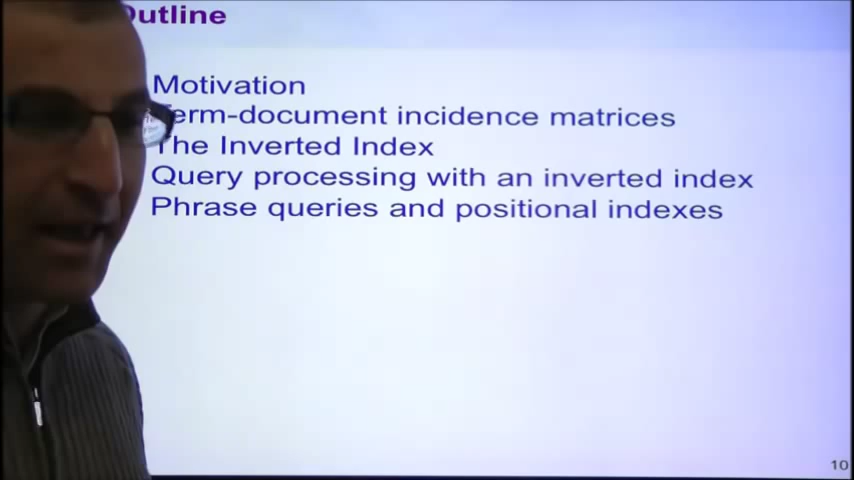 Outline
Motivation
Term-document incidence matrices
The Inverted Index
Query processing with an inverted index
Phrase queries and positional indexes
10